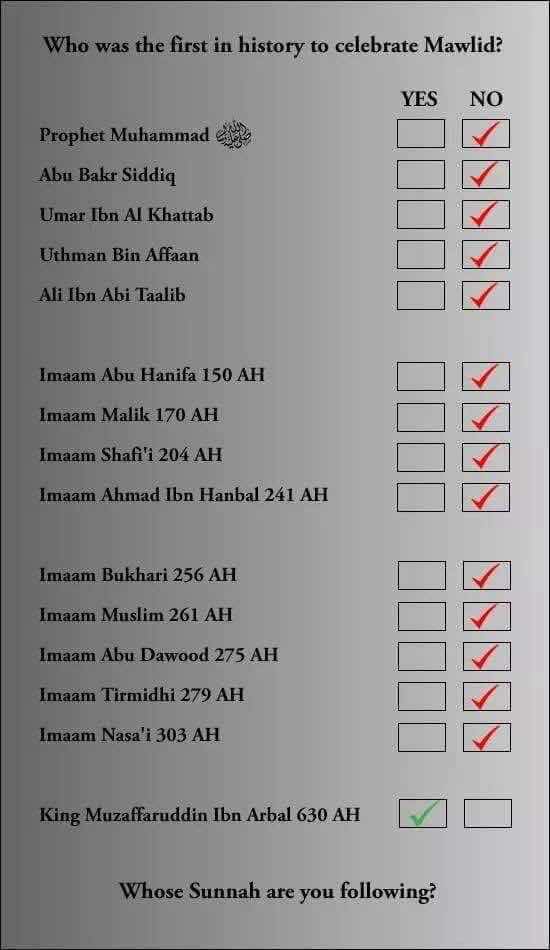 Who was the first in history to celebrate Mawlid?
YES NO
Prophet Muhammad ﷺ
Abu Bakr Siddiq
Umar Ibn Al Khattab
Uthman Bin Affaan
Ali Ibn Abi Taalib
Imaam Abu Hanifa 150 AH
Imaam Malik 170 AH
Imaam Shafi'i 204 AH
Imaam Ahmad Ibn Hanbal 241 AH
Imaam Bukhari 256 AH
Imaam Muslim 261 AH
Imaam Abu Dawood 275 AH
Imaam Tirmidhi 279 AH
Imaam Nasa'i 303 AH
King Muzaffaruddin Ibn Arbal 630 AH
Whose Sunnah are you following?